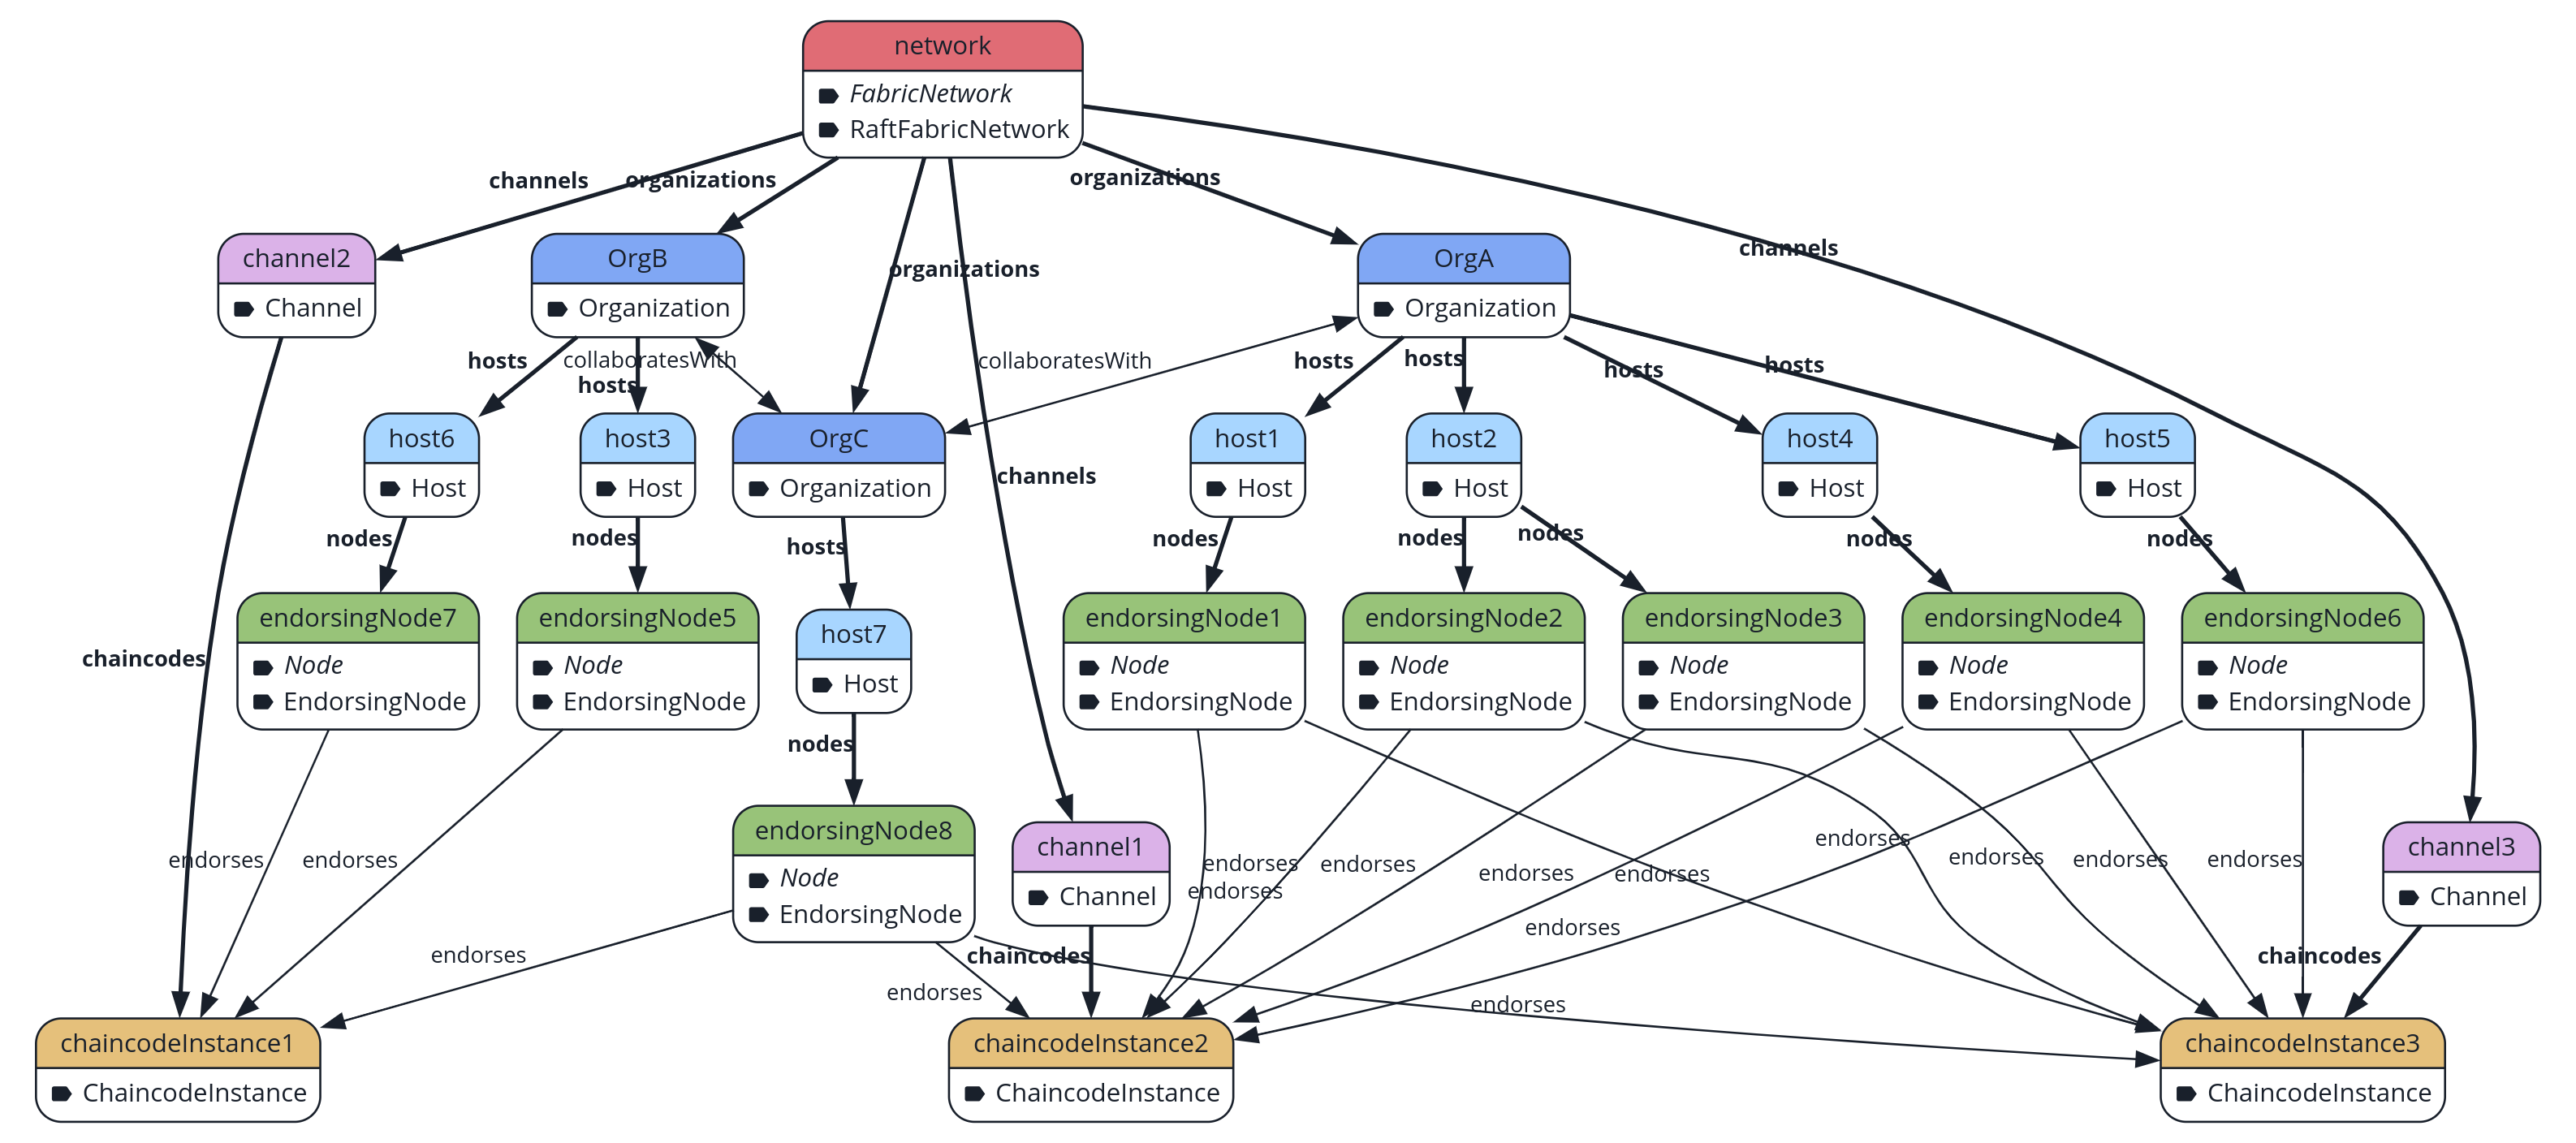 network
FabricNetwork
RaftFabricNetwork
channels
organizations
organizations
channels
organizations
channel2
Channel
OrgB
Organization
OrgA
Organization
hosts
collaboratesWith
hosts
collaboratesWith
hosts
hosts
hosts
hosts
host6
Host
host3
Host
OrgC
Organization
channels
host1
Host
host2
Host
host4
Host
host5
Host
nodes
nodes
hosts
nodes
nodes
nodes
nodes
nodes
chaincodes
endorsingNode7
Node
EndorsingNode
endorsingNode5
Node
EndorsingNode
host7
Host
endorsingNode1
Node
EndorsingNode
endorsingNode2
Node
EndorsingNode
endorsingNode3
Node
EndorsingNode
endorsingNode4
Node
EndorsingNode
endorsingNode6
Node
EndorsingNode
nodes
endorses
endorses
endorsingNode8
Node
EndorsingNode
channel1
Channel
endorses
endorses
endorses
endorses
endorses
endorses
endorses
endorses
endorses
endorses
channel3
Channel
endorses
endorses
chaincodes
endorses
chaincodes
chaincodeInstance1
ChaincodeInstance
chaincodeInstance2
ChaincodeInstance
chaincodeInstance3
ChaincodeInstance